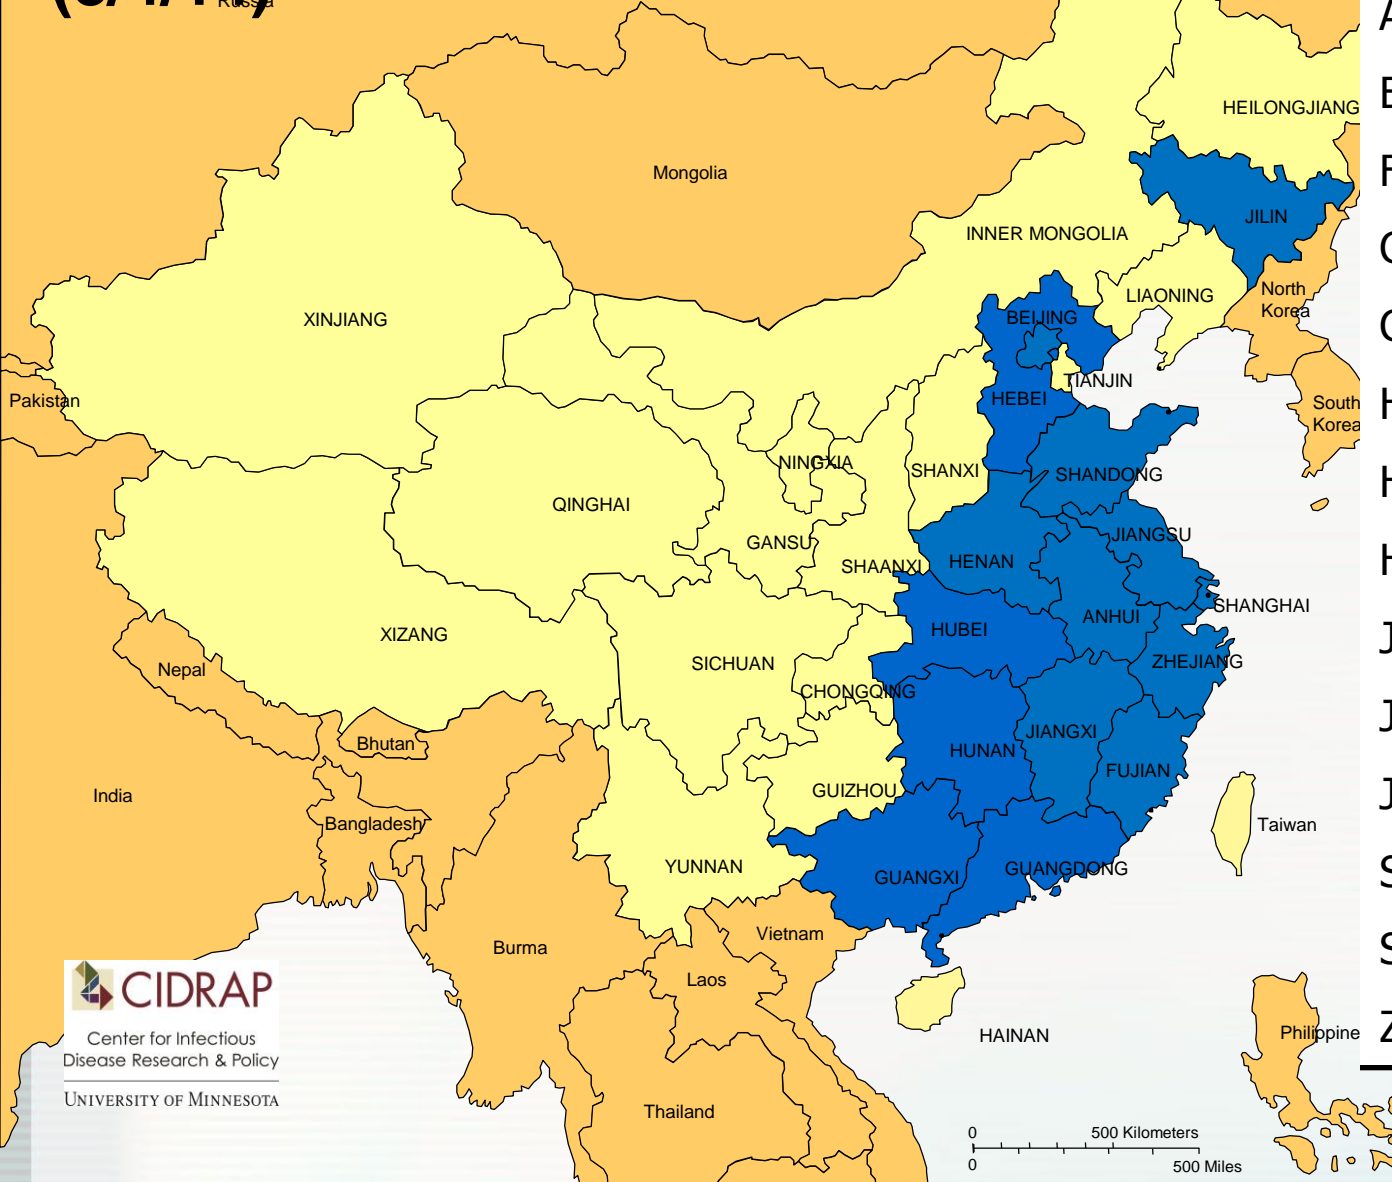 Russia
HEILONGJIANG
Mongolia
JILIN
INNER MONGOLIA
North
Korea
LIAONING
XINJIANG
BEIJING
TIANJIN
Pakistan
HEBEI
South
Korea
NINGXIA
SHANXI
SHANDONG
QINGHAI
JIANGSU
GANSU
HENAN
SHAANXI
SHANGHAI
ANHUI
HUBEI
XIZANG
SICHUAN
ZHEJIANG
Nepal
CHONGQING
JIANGXI
Bhutan
HUNAN
FUJIAN
GUIZHOU
India
Bangladesh
Taiwan
YUNNAN
GUANGDONG
GUANGXI
Vietnam
Burma
Laos
CIDRAP
Center for Infectious
Disease Research & Policy
UNIVERSITY OF MINNESOTA
HAINAN
Philippine
Thailand
0 500 Kilometers
0 500 Miles